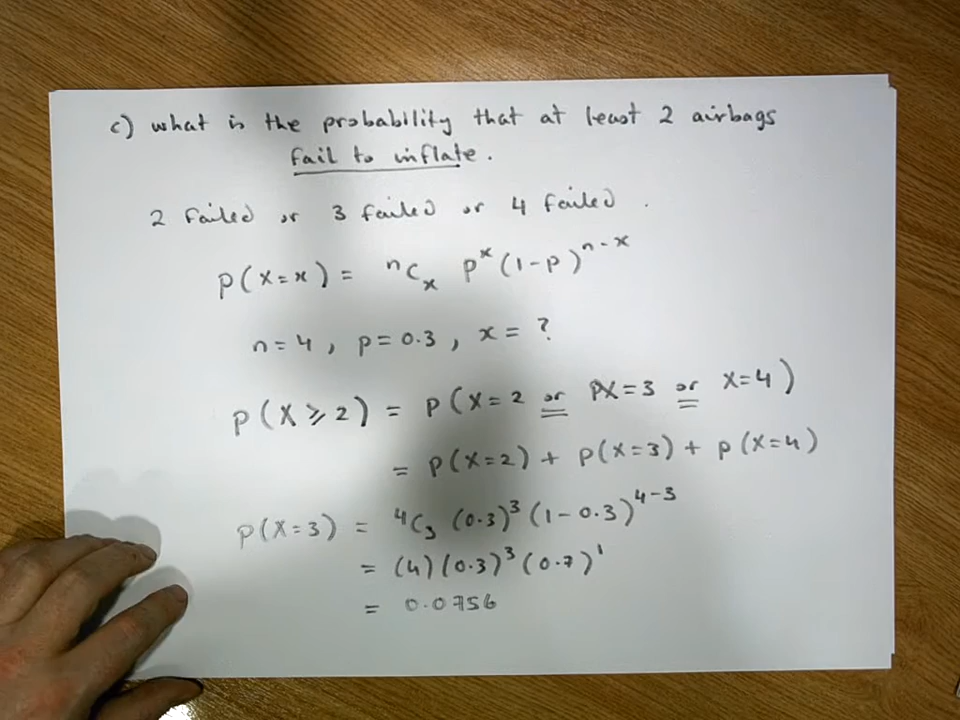 c) what is the probability that at least 2 airbags
fail to inflate.
2 failed or 3 failed or 4 failed.
P(X=x) = ⁿCₓ pˣ(1-p)ⁿ⁻ˣ
n=4, p=0.3, x=?
P(X⩾2) = P(X=2 or PX=3 or X=4)
= P(X=2) + P(X=3) + P(X=4)
P(X=3) = ⁴C₃ (0.3)³(1-0.3)⁴⁻³
= (4)(0.3)³(0.7)¹
= 0.0756